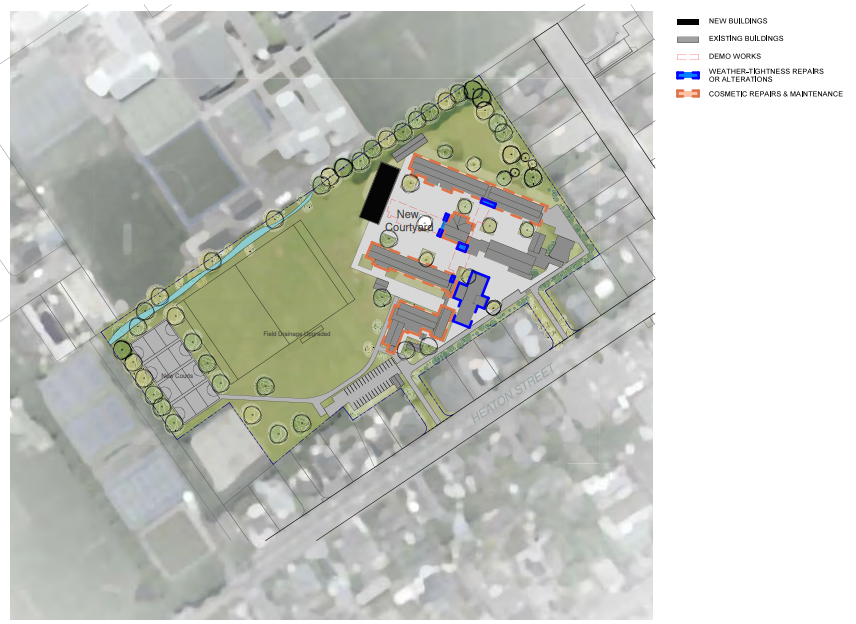 NEW BUILDINGS
EXISTING BUILDINGS
DEMO WORKS
WEATHER-TIGHTNESS REPAIRS
OR ALTERATIONS
COSMETIC REPAIRS & MAINTENANCE
New
Courtyard
Field Drainage Upgraded
New Courts
HEATON STREET